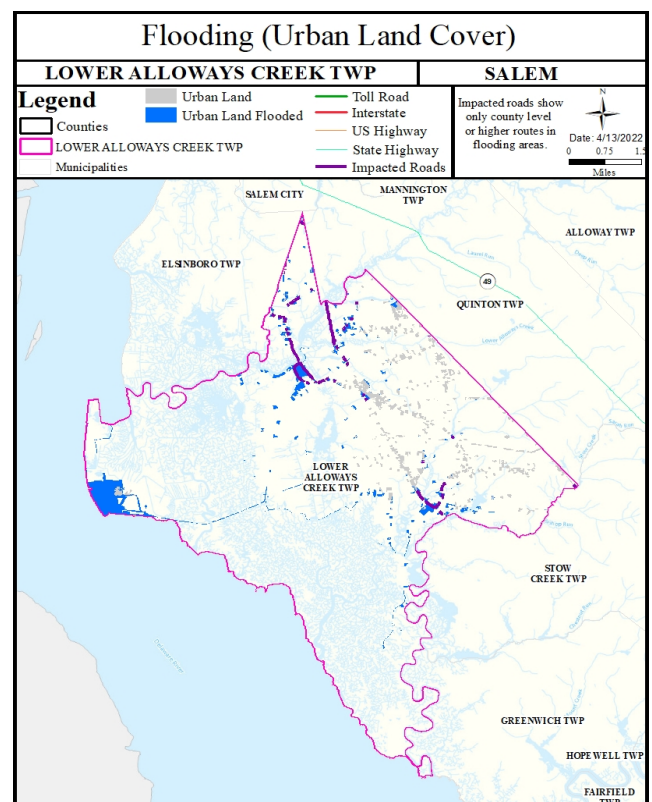 Flooding (Urban Land Cover)
LOWER ALLOWAYS CREEK TWP
SALEM
Legend
Counties
LOWER ALLOWAYS CREEK TWP
Municipalities
Urban Land
Urban Land Flooded
Toll Road
Interstate
US Highway
State Highway
Impacted Roads
Impacted roads show
only county level
or higher routes in
flooding areas.
N
Date: 4/13/2022
0 0.75 1.5
Miles
SALEM CITY
MANNINGTON
TWP
ALLOWAY TWP
ELSINBORO TWP
49
QUINTON TWP
LOWER
ALLOWAYS
CREEK TWP
STOW
CREEK TWP
GREENWICH TWP
HOPEWELL TWP
FAIRFIELD
TWP